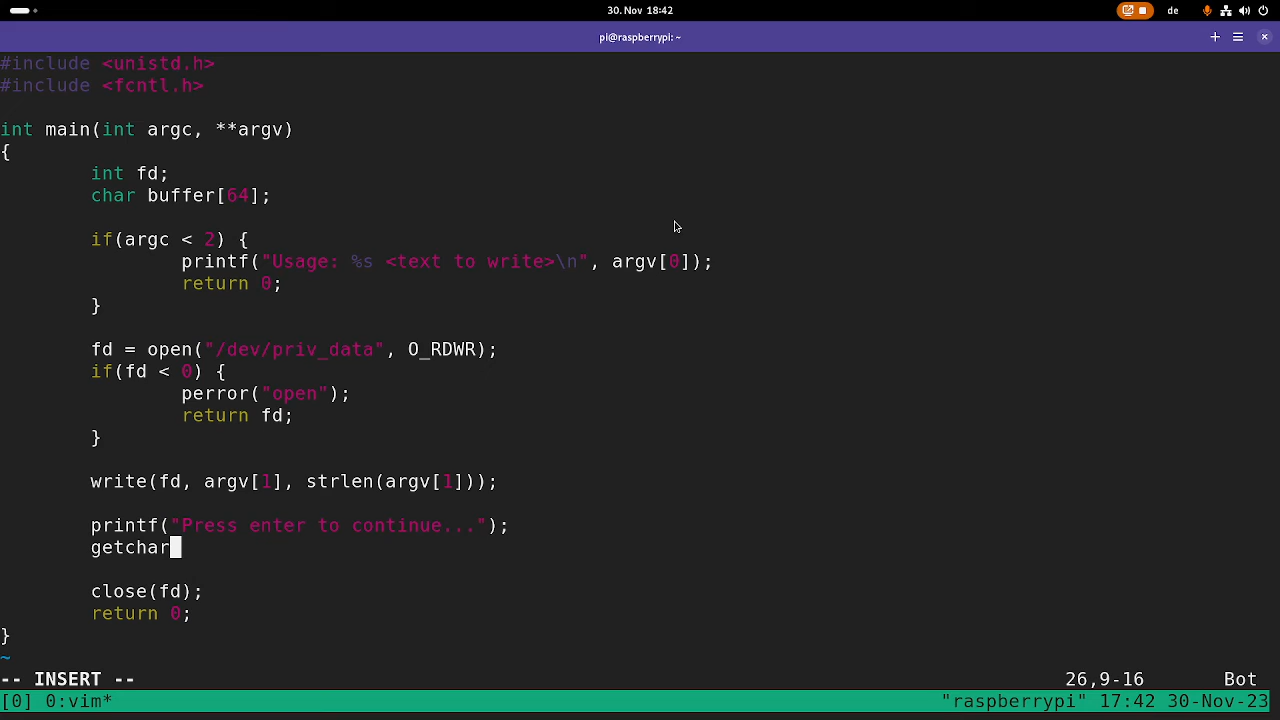 30. Nov 18:42
de
pi@raspberrypi: ~
#include <unistd.h>
#include <fcntl.h>
int main(int argc, **argv)
{
int fd;
char buffer[64];
if(argc < 2) {
printf("Usage: %s <text to write>\n", argv[0]);
return 0;
}
fd = open("/dev/priv_data", O_RDWR);
if(fd < 0) {
perror("open");
return fd;
}
write(fd, argv[1], strlen(argv[1]));
printf("Press enter to continue...");
getchar
close(fd);
return 0;
}
~
-- INSERT --
26,9-16
Bot
[0] 0:vim*
"raspberrypi" 17:42 30-Nov-23